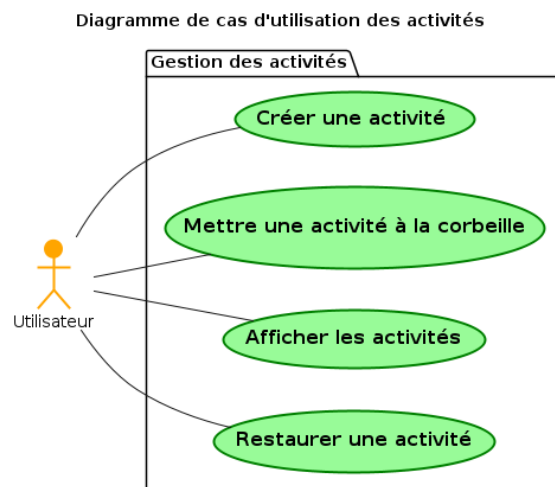 Diagramme de cas d'utilisation des activités
Gestion des activités
Créer une activité
Mettre une activité à la corbeille
Utilisateur
Afficher les activités
Restaurer une activité